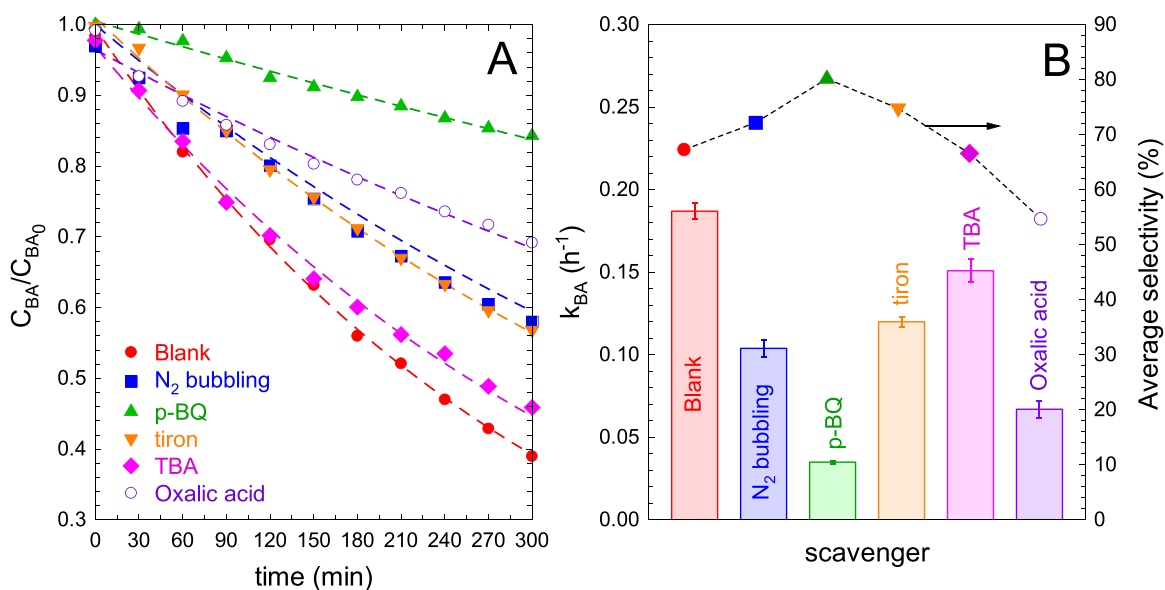 A
1.0
0.9
0.8
0.7
0.6
0.5
0.4
0.3
C_BA/C_BA_0
Blank
N₂ bubbling
p-BQ
tiron
TBA
Oxalic acid
0 30 60 90 120 150 180 210 240 270 300
time (min)
B
0.30
0.25
0.20
0.15
0.10
0.05
0.00
k_BA (h⁻¹)
Blank
N₂ bubbling
p-BQ
tiron
TBA
Oxalic acid
scavenger
90
80
70
60
50
40
30
20
10
0
Average selectivity (%)